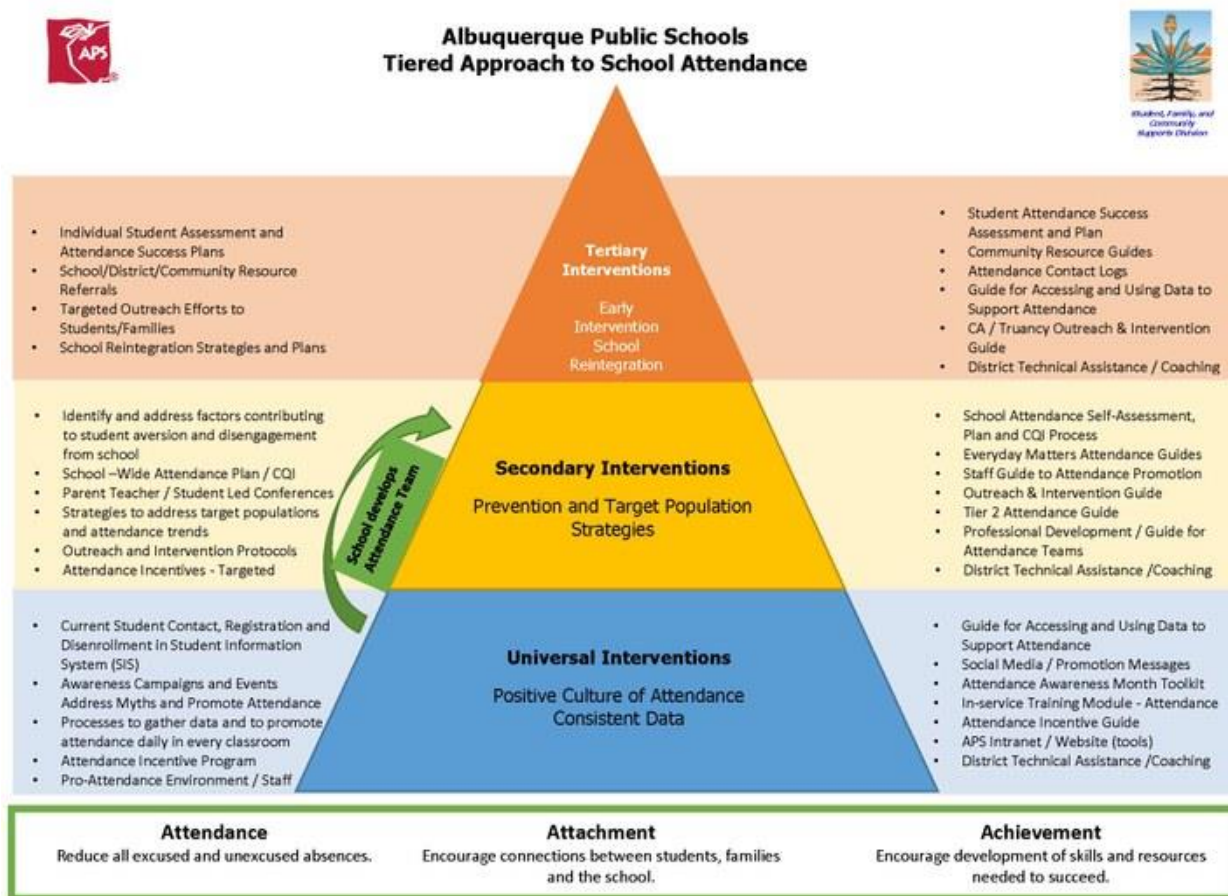 APS
Albuquerque Public Schools
Tiered Approach to School Attendance
Student, Family, and
Community
Supports Division
• Individual Student Assessment and
Attendance Success Plans
• School/District/Community Resource
Referrals
• Targeted Outreach Efforts to
Students/Families
• School Reintegration Strategies and Plans
Tertiary
Interventions
Early
Intervention
School
Reintegration
• Student Attendance Success
Assessment and Plan
• Community Resource Guides
• Attendance Contact Logs
• Guide for Accessing and Using Data to
Support Attendance
• CA / Truancy Outreach & Intervention
Guide
• District Technical Assistance / Coaching
• Identify and address factors contributing
to student aversion and disengagement
from school
• School –Wide Attendance Plan / CQI
• Parent Teacher / Student Led Conferences
• Strategies to address target populations
and attendance trends
• Outreach and Intervention Protocols
• Attendance Incentives - Targeted
School develops
Attendance Team
Secondary Interventions
Prevention and Target Population
Strategies
• School Attendance Self-Assessment,
Plan and CQI Process
• Everyday Matters Attendance Guides
• Staff Guide to Attendance Promotion
• Outreach & Intervention Guide
• Tier 2 Attendance Guide
• Professional Development / Guide for
Attendance Teams
• District Technical Assistance /Coaching
• Current Student Contact, Registration and
Disenrollment in Student Information
System (SIS)
• Awareness Campaigns and Events
Address Myths and Promote Attendance
• Processes to gather data and to promote
attendance daily in every classroom
• Attendance Incentive Program
• Pro-Attendance Environment / Staff
Universal Interventions
Positive Culture of Attendance
Consistent Data
• Guide for Accessing and Using Data to
Support Attendance
• Social Media / Promotion Messages
• Attendance Awareness Month Toolkit
• In-service Training Module - Attendance
• Attendance Incentive Guide
• APS Intranet / Website (tools)
• District Technical Assistance /Coaching
Attendance
Reduce all excused and unexcused absences.
Attachment
Encourage connections between students, families
and the school.
Achievement
Encourage development of skills and resources
needed to succeed.